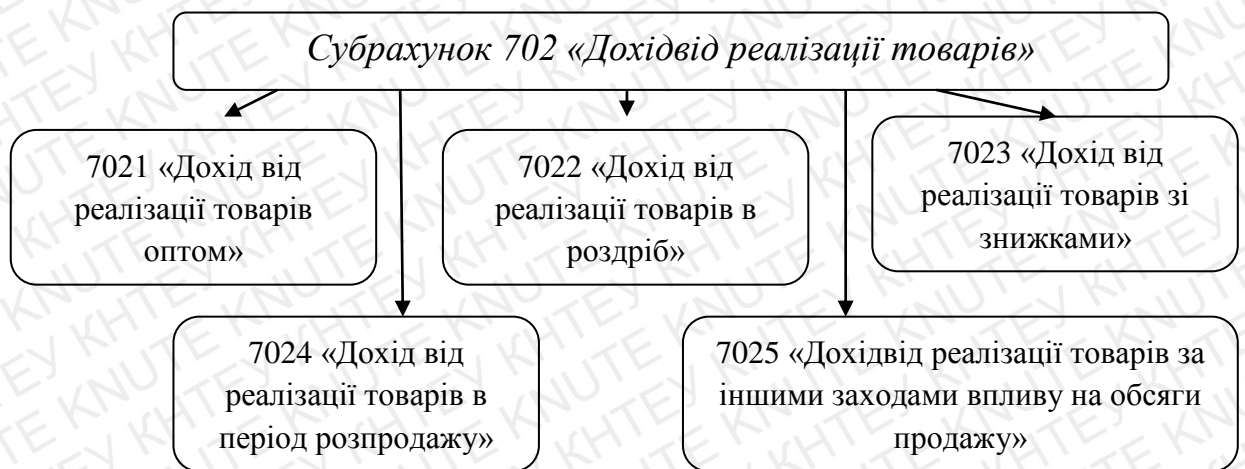 Субрахунок 702 «Дохідвід реалізації товарів»
7021 «Дохід від
реалізації товарів
оптом»
7022 «Дохід від
реалізації товарів в
роздріб»
7023 «Дохід від
реалізації товарів зі
знижками»
7024 «Дохід від
реалізації товарів в
період розпродажу»
7025 «Дохідвід реалізації товарів за
іншими заходами впливу на обсяги
продажу»